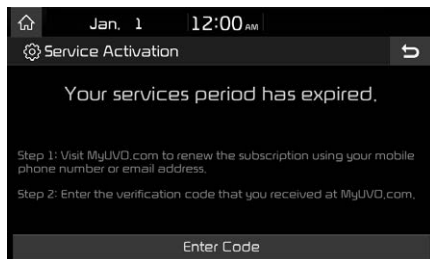 Jan. 1 12:00 AM
Service Activation
Your services period has expired.
Step 1: Visit MyUVO.com to renew the subscription using your mobile
phone number or email address.
Step 2: Enter the verification code that you received at MyUVO.com.
Enter Code